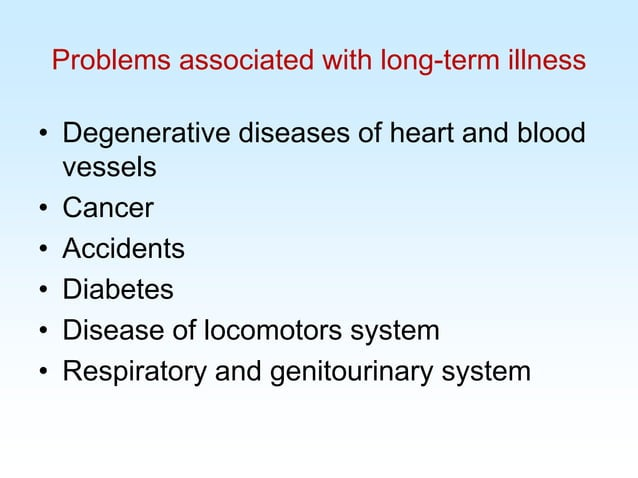 Problems associated with long-term illness
• Degenerative diseases of heart and blood
vessels
• Cancer
• Accidents
• Diabetes
• Disease of locomotors system
• Respiratory and genitourinary system